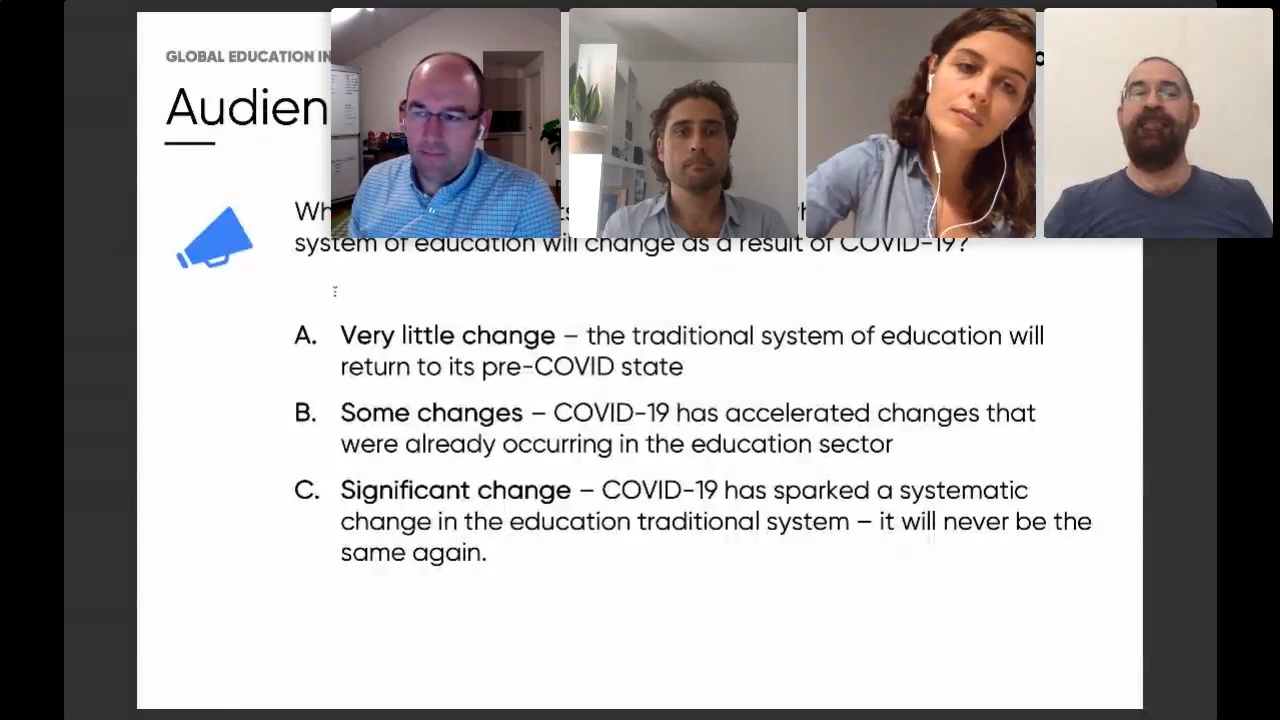 GLOBAL EDUCATION IN
Audien
system of education will change as a result of COVID-19?
A. Very little change – the traditional system of education will
return to its pre-COVID state
B. Some changes – COVID-19 has accelerated changes that
were already occurring in the education sector
C. Significant change – COVID-19 has sparked a systematic
change in the education traditional system – it will never be the
same again.